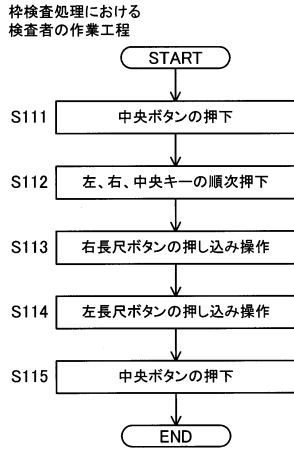 枠検査処理における
検査者の作業工程
START
S111 中央ボタンの押下
S112 左、右、中央キーの順次押下
S113 右長尺ボタンの押し込み操作
S114 左長尺ボタンの押し込み操作
S115 中央ボタンの押下
END